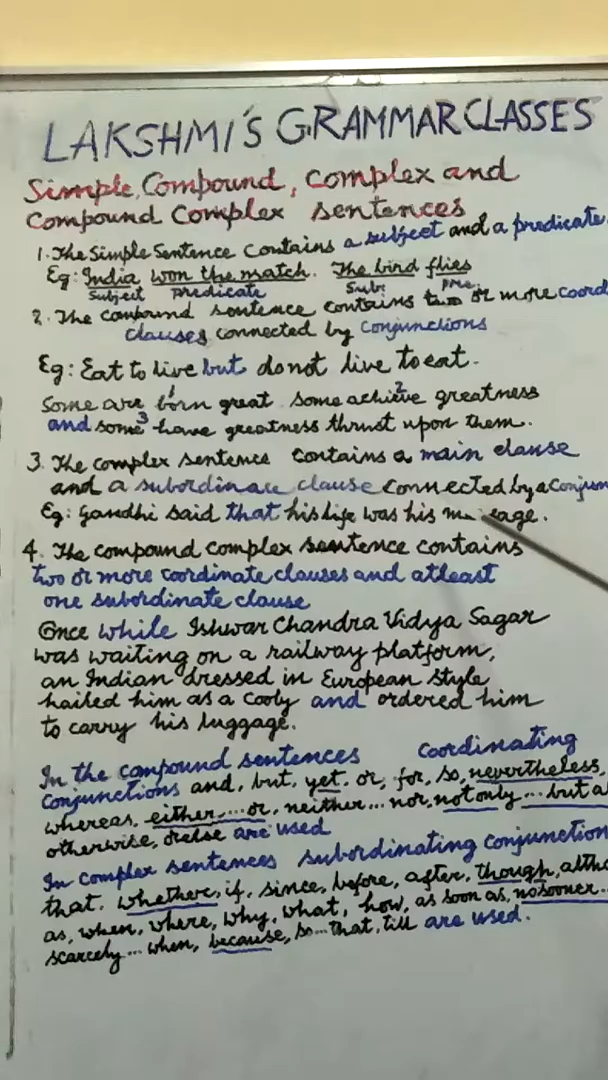 LAKSHMI'S GRAMMAR CLASSES
Simple, Compound, Complex and
Compound Complex sentences
1. The Simple Sentence contains a subject and a predicate.
Eg: India won the match. The bird flies
Subject predicate Subj Pre
2. The compound sentence contains two or more coord
clauses connected by conjunctions
Eg: Eat to live but do not live to eat.
1 2
Some are born great some achieve greatness
3
and some have greatness thrust upon them.
3. The complex sentence contains a main clause
and a subordinate clause connected by a conjun
Eg: Gandhi said that his life was his
4. The compound complex sentence contains
two or more coordinate clauses and atleast
one subordinate clause
Once while Ishwar Chandra Vidya Sagar
was waiting on a railway platform,
an Indian dressed in European Style
hailed him as a cooly and ordered him
to carry his luggage.
In the compound sentences coordinating
conjunctions and, but, yet, or, for, so, nevertheless,
whereas, either....or, neither... nor, not only...but al
otherwise, orelse are used
In complex sentences subordinating conjunction
that, whether, if, since, before, after, though, altho
as, when, where, why, what, how, as soon as, no sooner...
scarcely... when, because, so...that, till are used.